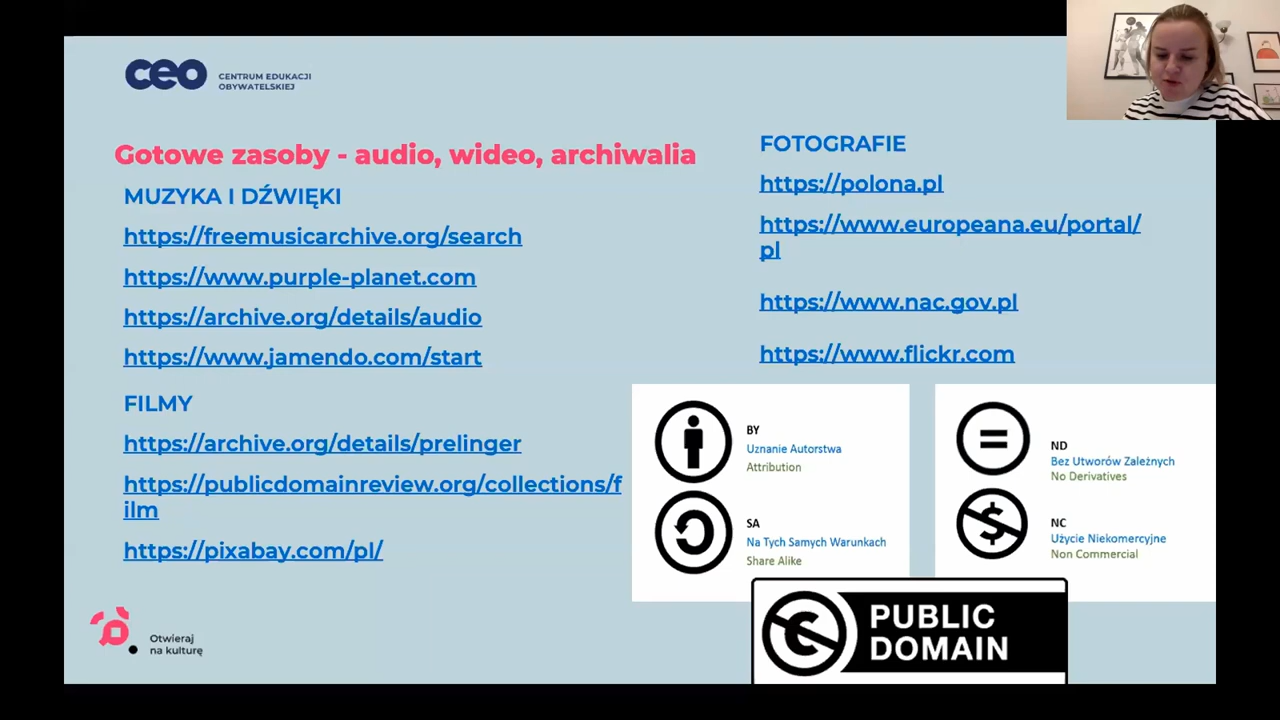 ceo
CENTRUM EDUKACJI
OBYWATELSKIEJ
Gotowe zasoby - audio, wideo, archiwalia
MUZYKA I DŹWIĘKI
https://freemusicarchive.org/search
https://www.purple-planet.com
https://archive.org/details/audio
https://www.jamendo.com/start
FILMY
https://archive.org/details/prelinger
https://publicdomainreview.org/collections/f
ilm
https://pixabay.com/pl/
FOTOGRAFIE
https://polona.pl
https://www.europeana.eu/portal/
pl
https://www.nac.gov.pl
https://www.flickr.com
BY
Uznanie Autorstwa
Attribution
SA
Na Tych Samych Warunkach
Share Alike
ND
Bez Utworów Zależnych
No Derivatives
NC
Użycie Niekomercyjne
Non Commercial
PUBLIC
DOMAIN
Otwieraj
na kulturę